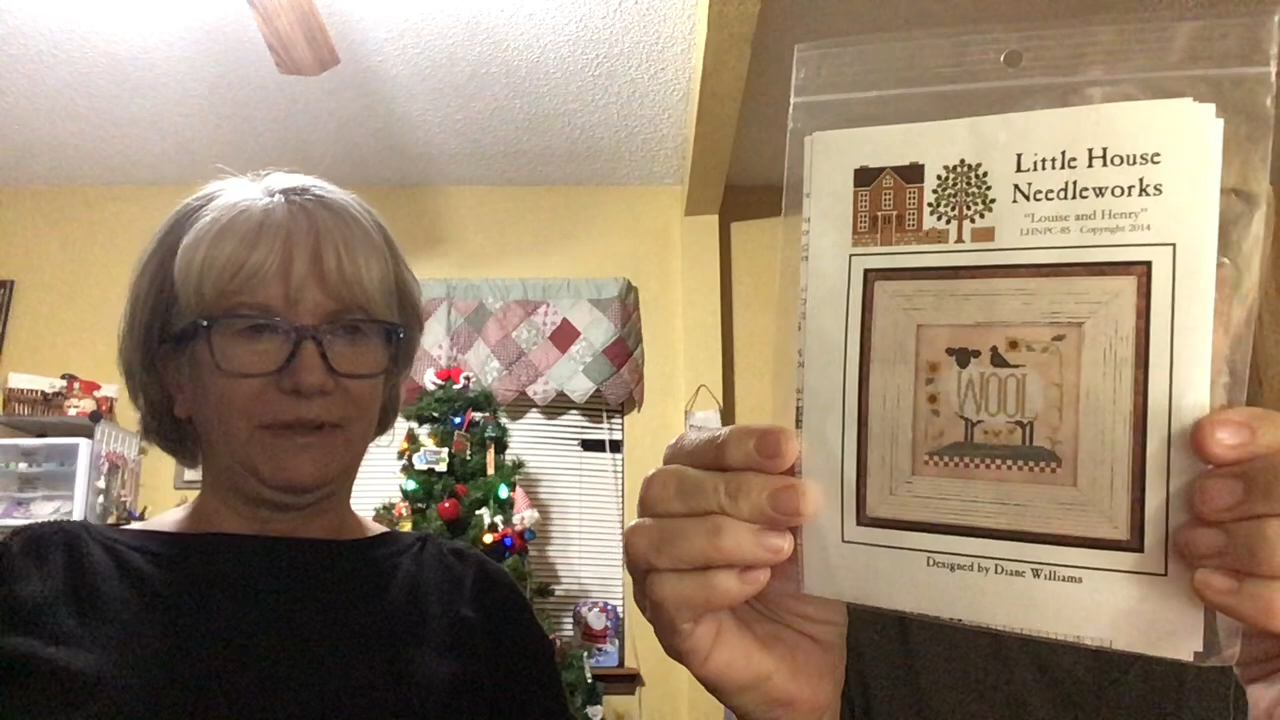 Little House
Needleworks
"Louise and Henry"
LHNPC-85 - Copyright 2014
WOOL
Designed by Diane Williams